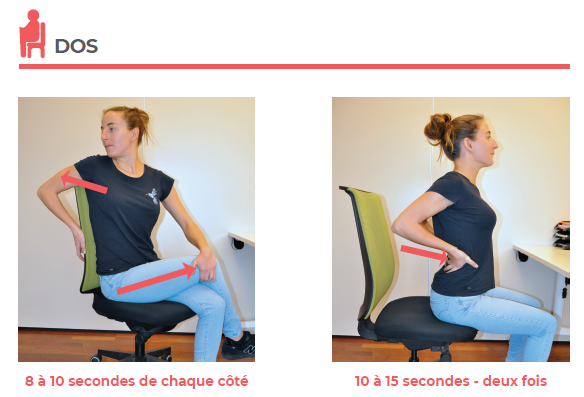 DOS
8 à 10 secondes de chaque côté
10 à 15 secondes - deux fois